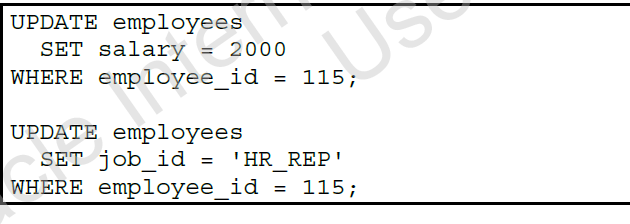 UPDATE employees
SET salary = 2000
WHERE employee_id = 115;
UPDATE employees
SET job_id = 'HR_REP'
WHERE employee_id = 115;